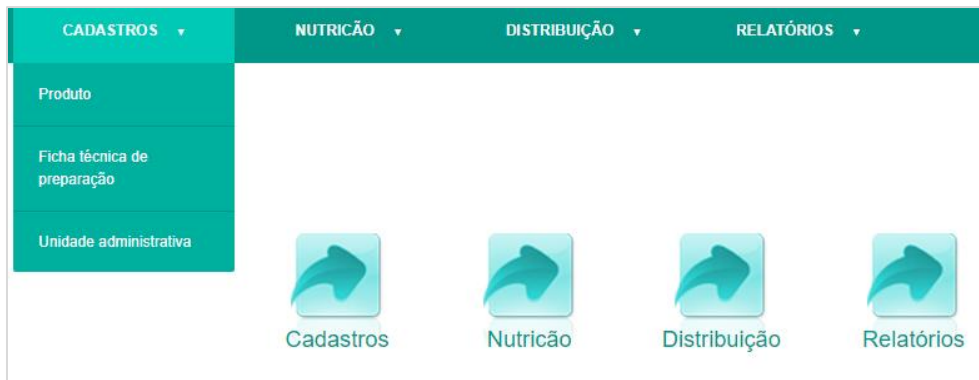 CADASTROS ▼ NUTRICÃO ▼ DISTRIBUIÇÃO ▼ RELATÓRIOS ▼
Produto
Ficha técnica de
preparação
Unidade administrativa
Cadastros Nutricão Distribuição Relatórios